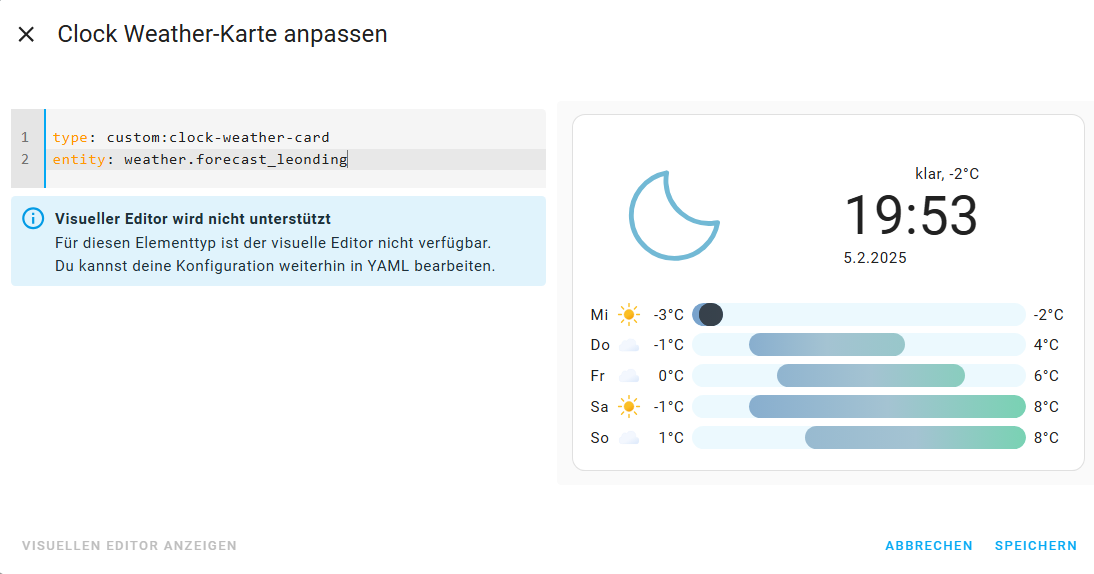 Clock Weather-Karte anpassen
1 type: custom:clock-weather-card
2 entity: weather.forecast_leonding
Visueller Editor wird nicht unterstützt
Für diesen Elementtyp ist der visuelle Editor nicht verfügbar.
Du kannst deine Konfiguration weiterhin in YAML bearbeiten.
klar, -2°C
19:53
5.2.2025
Mi -3°C -2°C
Do -1°C 4°C
Fr 0°C 6°C
Sa -1°C 8°C
So 1°C 8°C
VISUELLEN EDITOR ANZEIGEN
ABBRECHEN SPEICHERN